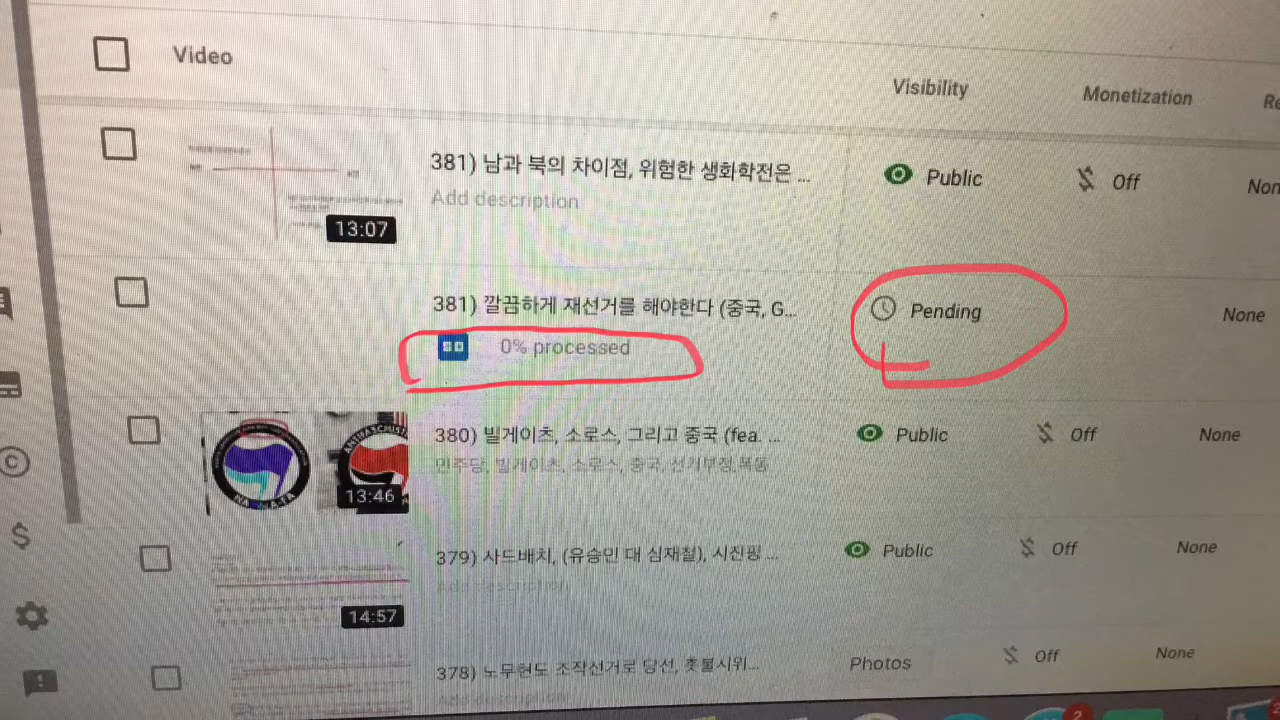 Video
Visibility
Monetization
Re
381) 남과 북의 차이점, 위험한 생화학전은 ...
Add description
13:07
Public
Off
Non
381) 깔끔하게 재선거를 해야한다 (중국, G...
SD 0% processed
Pending
None
380) 빌게이츠, 소로스, 그리고 중국 (fea. ...
민주당, 빌게이츠, 소로스, 중국, 선거부정,폭동
13:46
Public
Off
None
379) 사드배치, (유승민 대 심재철), 시진핑 ...
Add description
14:57
Public
Off
None
378) 노무현도 조직선거로 당선, 촛불시위...
Add description
Photos
Off
None
2